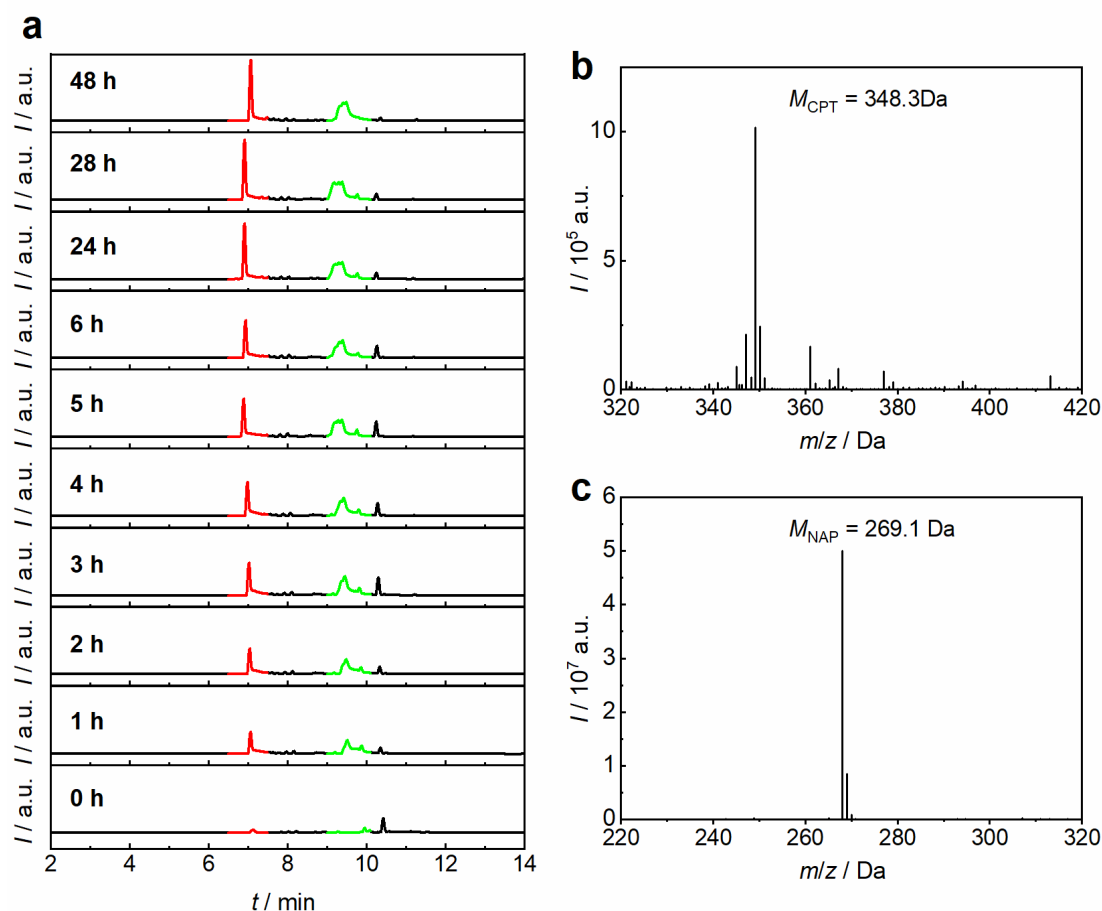 a
48 h
I / a.u.
28 h
I / a.u.
24 h
I / a.u.
6 h
I / a.u.
5 h
I / a.u.
4 h
I / a.u.
3 h
I / a.u.
2 h
I / a.u.
1 h
I / a.u.
0 h
I / a.u.
2 4 6 8 10 12 14
t / min
b
M_CPT = 348.3Da
10
5
0
I / 10⁵ a.u.
320 340 360 380 400 420
m/z / Da
c
M_NAP = 269.1 Da
6
5
4
3
2
1
0
I / 10⁷ a.u.
220 240 260 280 300 320
m/z / Da